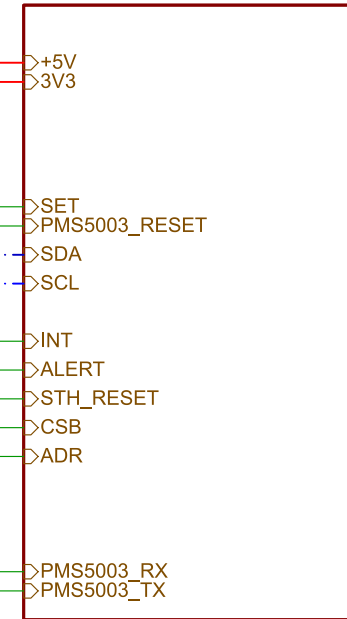 +5V
3V3
SET
PMS5003_RESET
SDA
SCL
INT
ALERT
STH_RESET
CSB
ADR
PMS5003_RX
PMS5003_TX